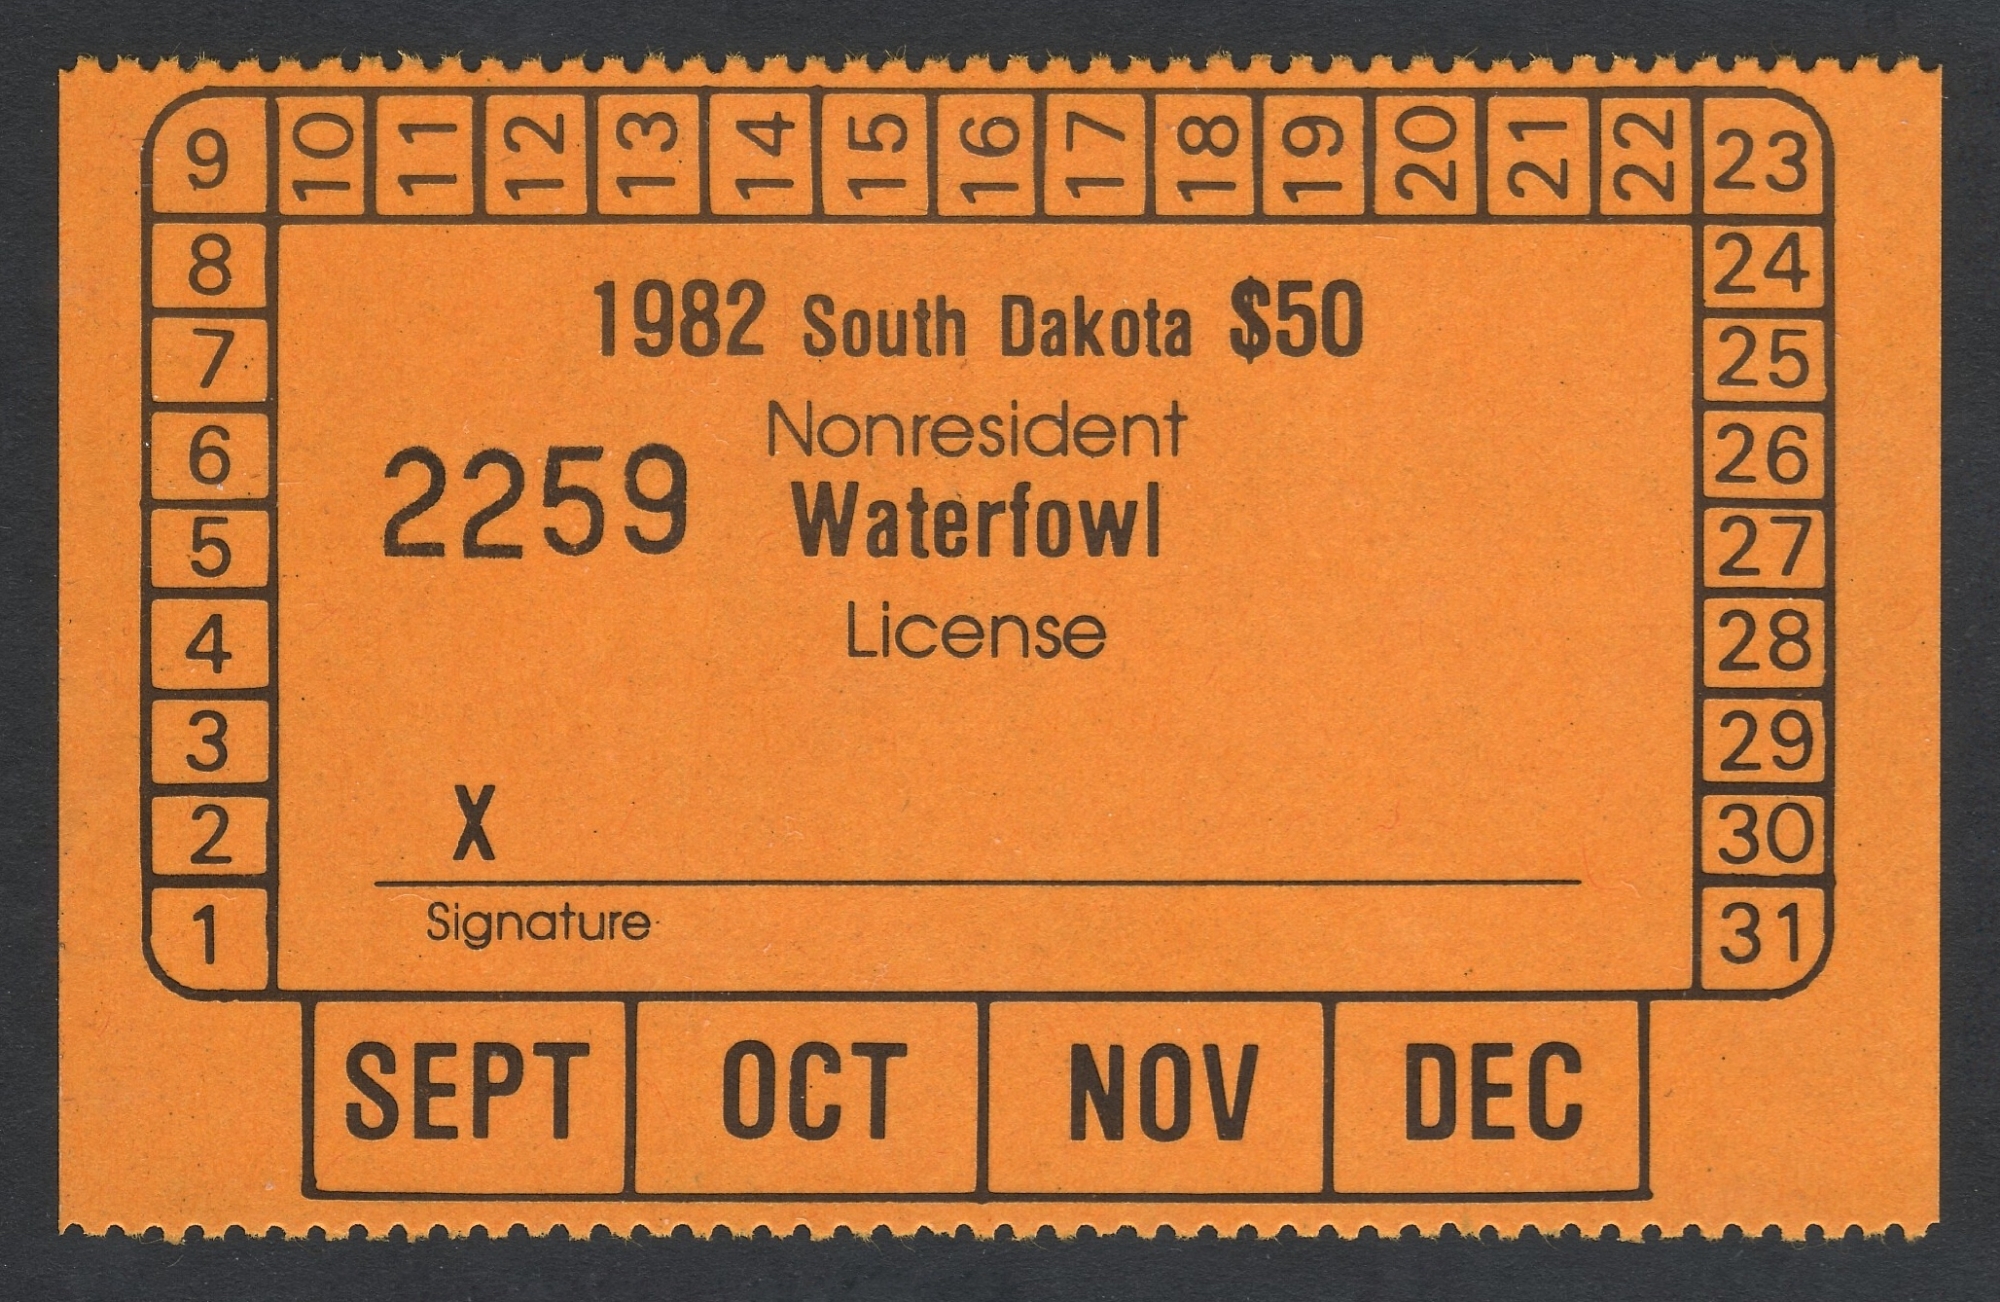 9 10 11 12 13 14 15 16 17 18 19 20 21 22 23
8
7
6
5
4
3
2
1
1982 South Dakota $50
Nonresident
2259
Waterfowl
License
X
Signature
24
25
26
27
28
29
30
31
SEPT OCT NOV DEC